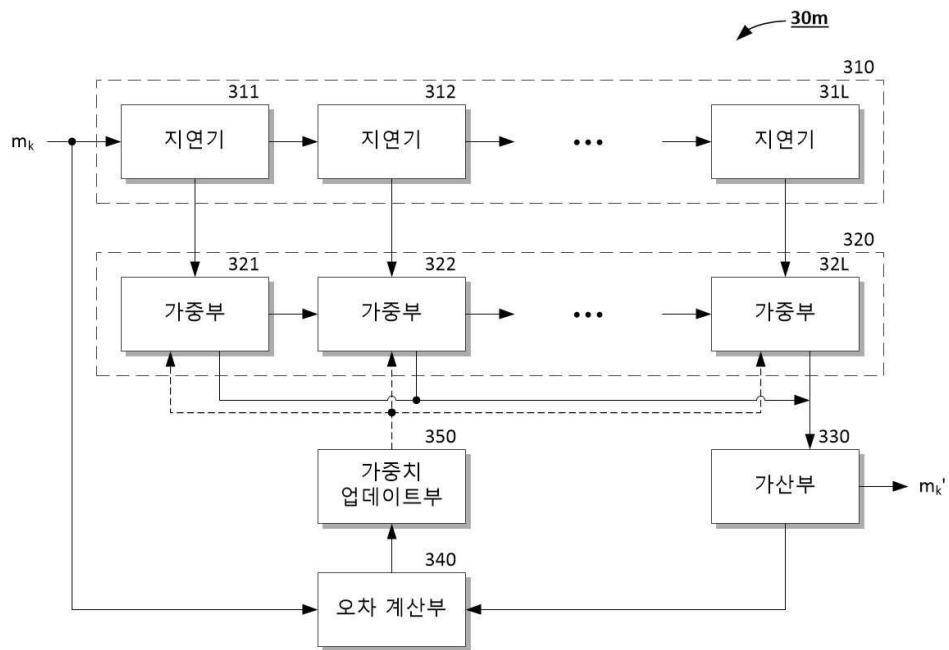 30m
310
311
312
31L
m_k
지연기
지연기
•••
지연기
320
321
322
32L
가중부
가중부
•••
가중부
350
330
가중치
업데이트부
가산부
m_k'
340
오차 계산부